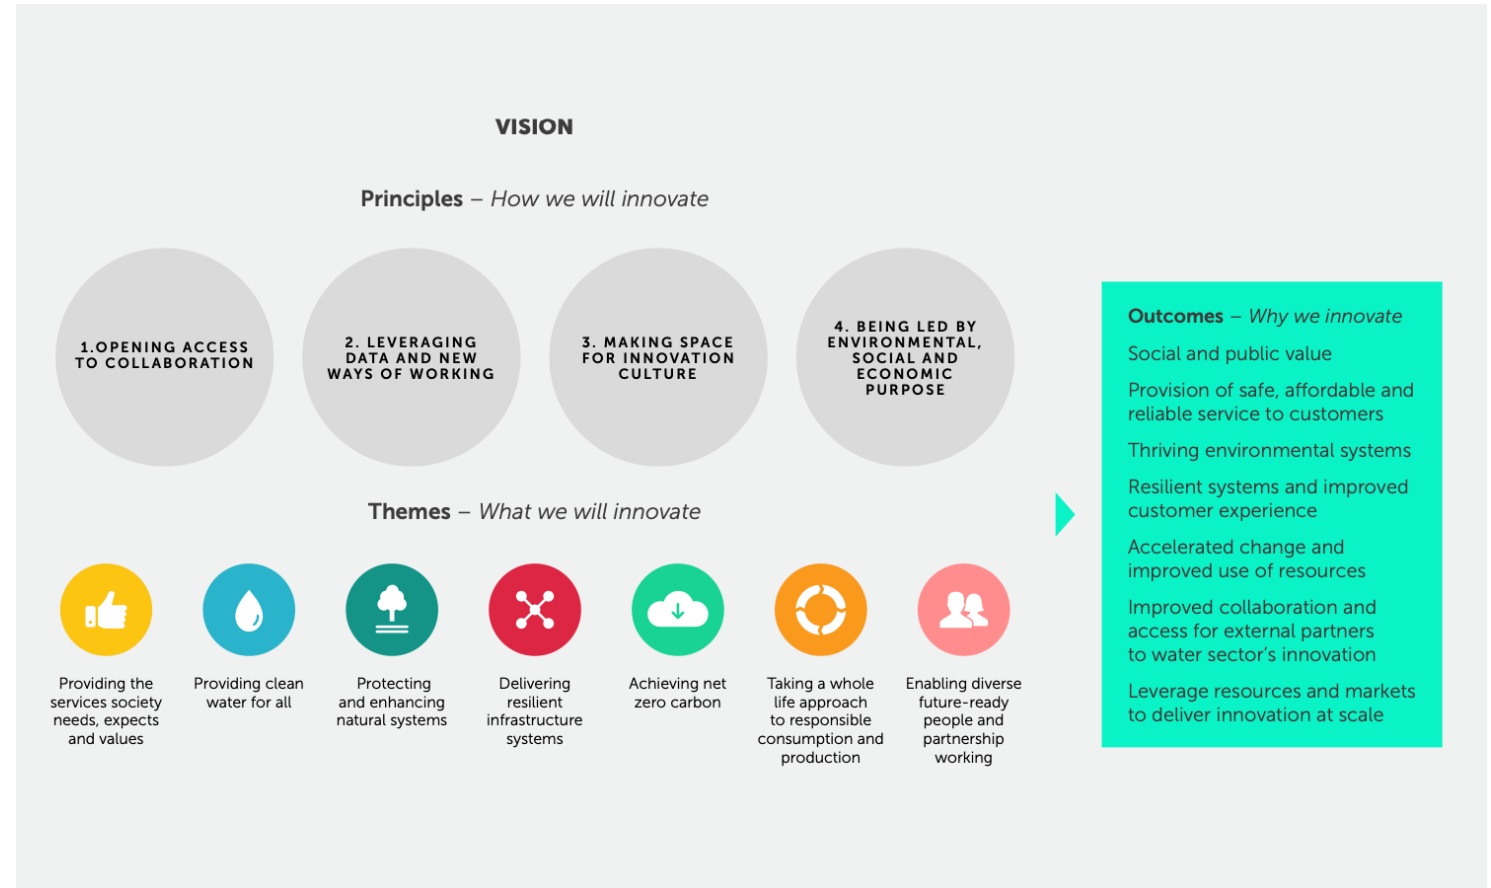 VISION
Principles – How we will innovate
1.OPENING ACCESS
TO COLLABORATION
2. LEVERAGING
DATA AND NEW
WAYS OF WORKING
3. MAKING SPACE
FOR INNOVATION
CULTURE
4. BEING LED BY
ENVIRONMENTAL,
SOCIAL AND
ECONOMIC
PURPOSE
Themes – What we will innovate
Providing the
services society
needs, expects
and values
Providing clean
water for all
Protecting
and enhancing
natural systems
Delivering
resilient
infrastructure
systems
Achieving net
zero carbon
Taking a whole
life approach
to responsible
consumption and
production
Enabling diverse
future-ready
people and
partnership
working
Outcomes – Why we innovate
Social and public value
Provision of safe, affordable and
reliable service to customers
Thriving environmental systems
Resilient systems and improved
customer experience
Accelerated change and
improved use of resources
Improved collaboration and
access for external partners
to water sector’s innovation
Leverage resources and markets
to deliver innovation at scale